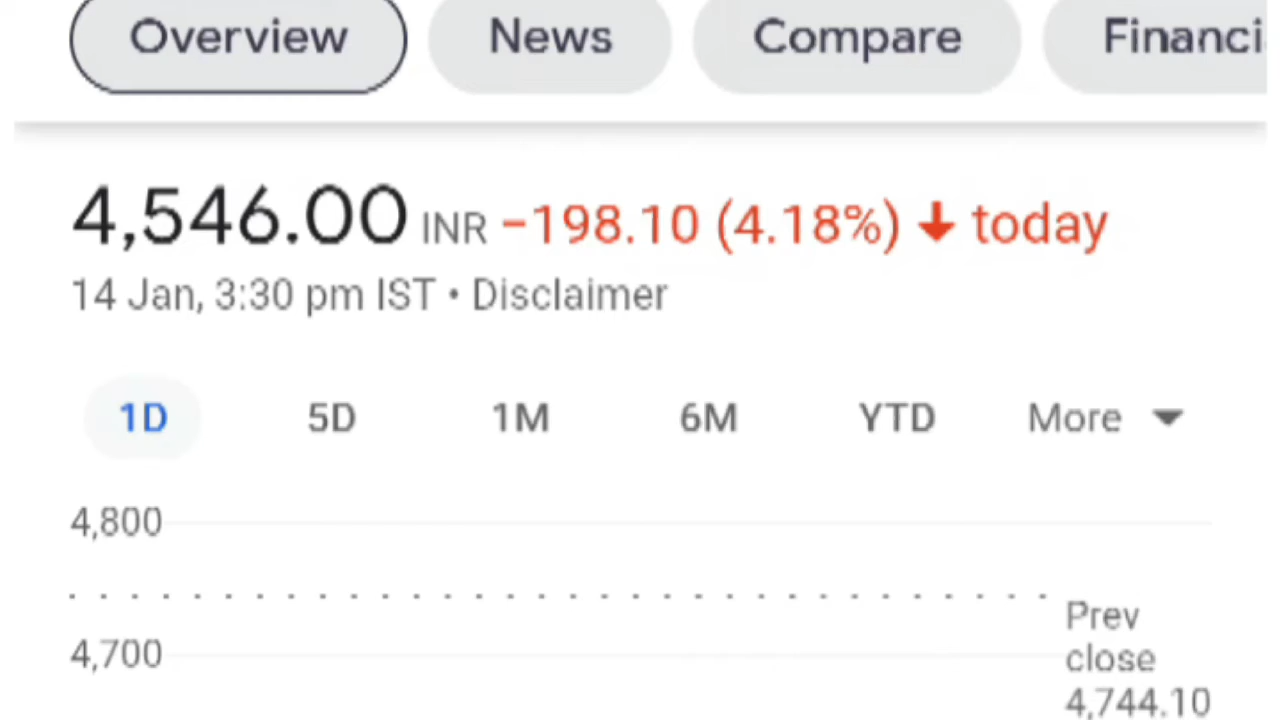 Overview News Compare Financi
4,546.00 INR −198.10 (4.18%) ↓ today
14 Jan, 3:30 pm IST • Disclaimer
1D 5D 1M 6M YTD More
4,800
Prev
4,700
close
4,744.10